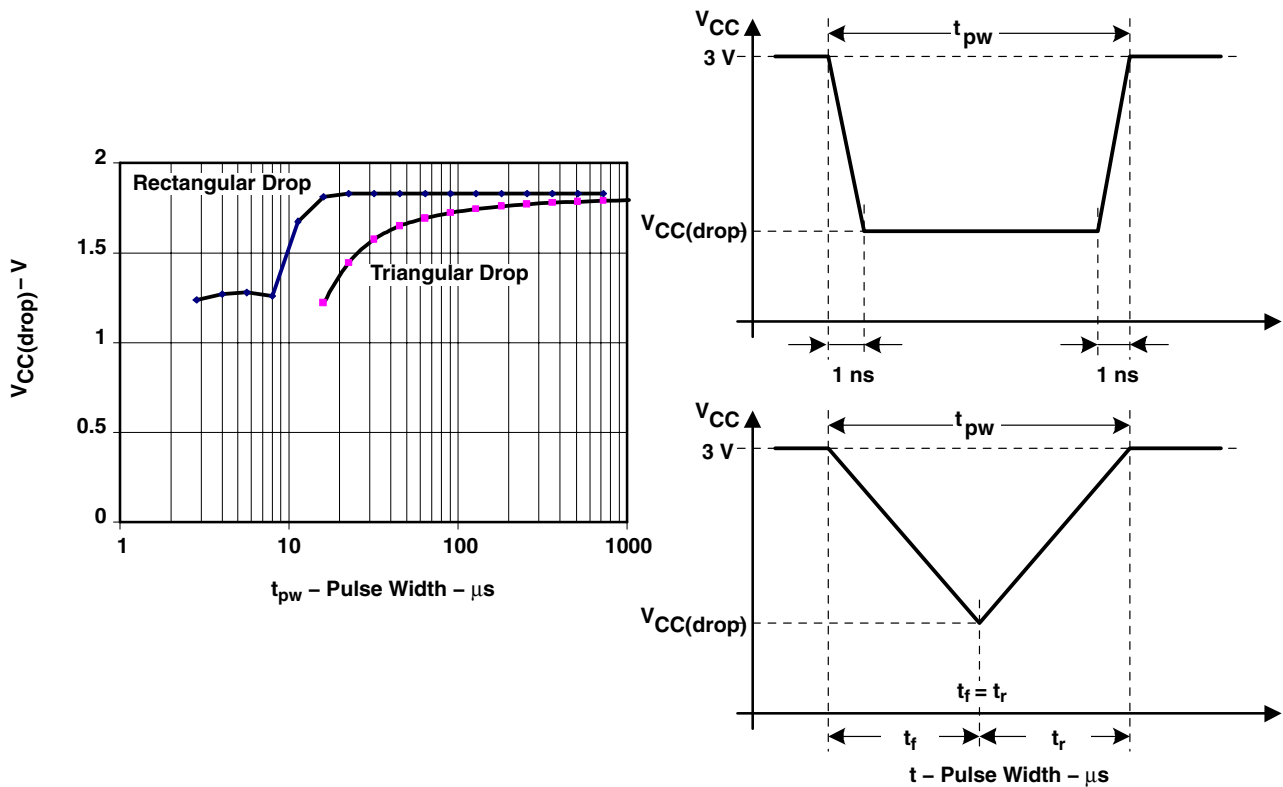 2
1.5
1
0.5
0
Rectangular Drop
Triangular Drop
VCC(drop) – V
1 10 100 1000
tpw – Pulse Width – μs
VCC
tpw
3 V
VCC(drop)
1 ns 1 ns
VCC
tpw
3 V
VCC(drop)
tf = tr
tf tr
t – Pulse Width – μs